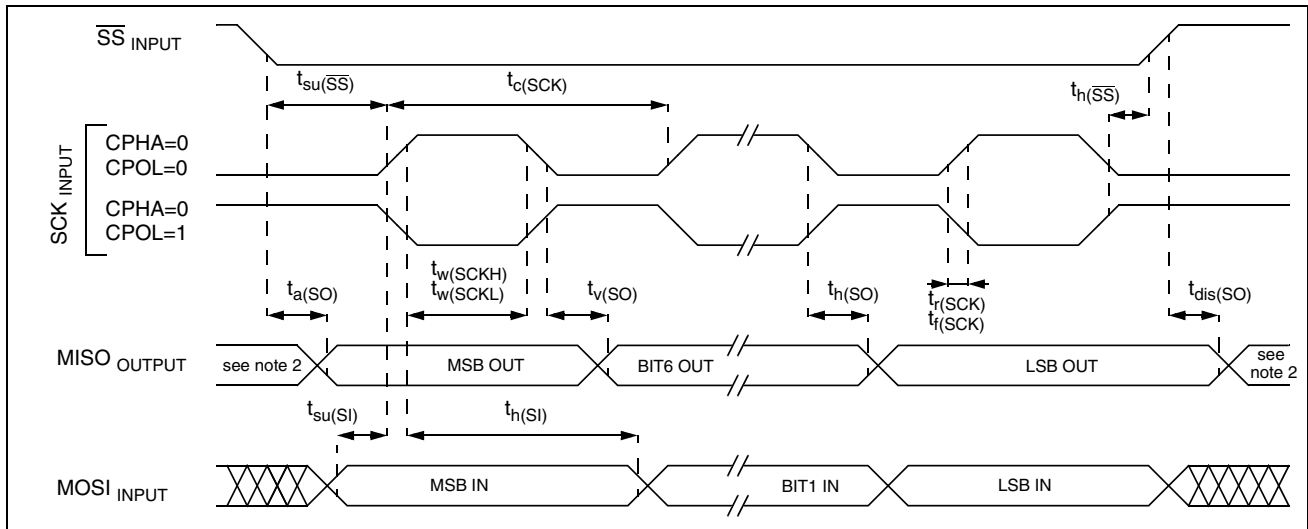 SS INPUT
tsu(SS)
tc(SCK)
th(SS)
SCK INPUT
CPHA=0
CPOL=0
CPHA=0
CPOL=1
ta(SO)
tw(SCKH)
tw(SCKL)
tv(SO)
th(SO)
tr(SCK)
tf(SCK)
tdis(SO)
MISO OUTPUT
see note 2
MSB OUT
BIT6 OUT
LSB OUT
see
note 2
tsu(SI)
th(SI)
MOSI INPUT
MSB IN
BIT1 IN
LSB IN